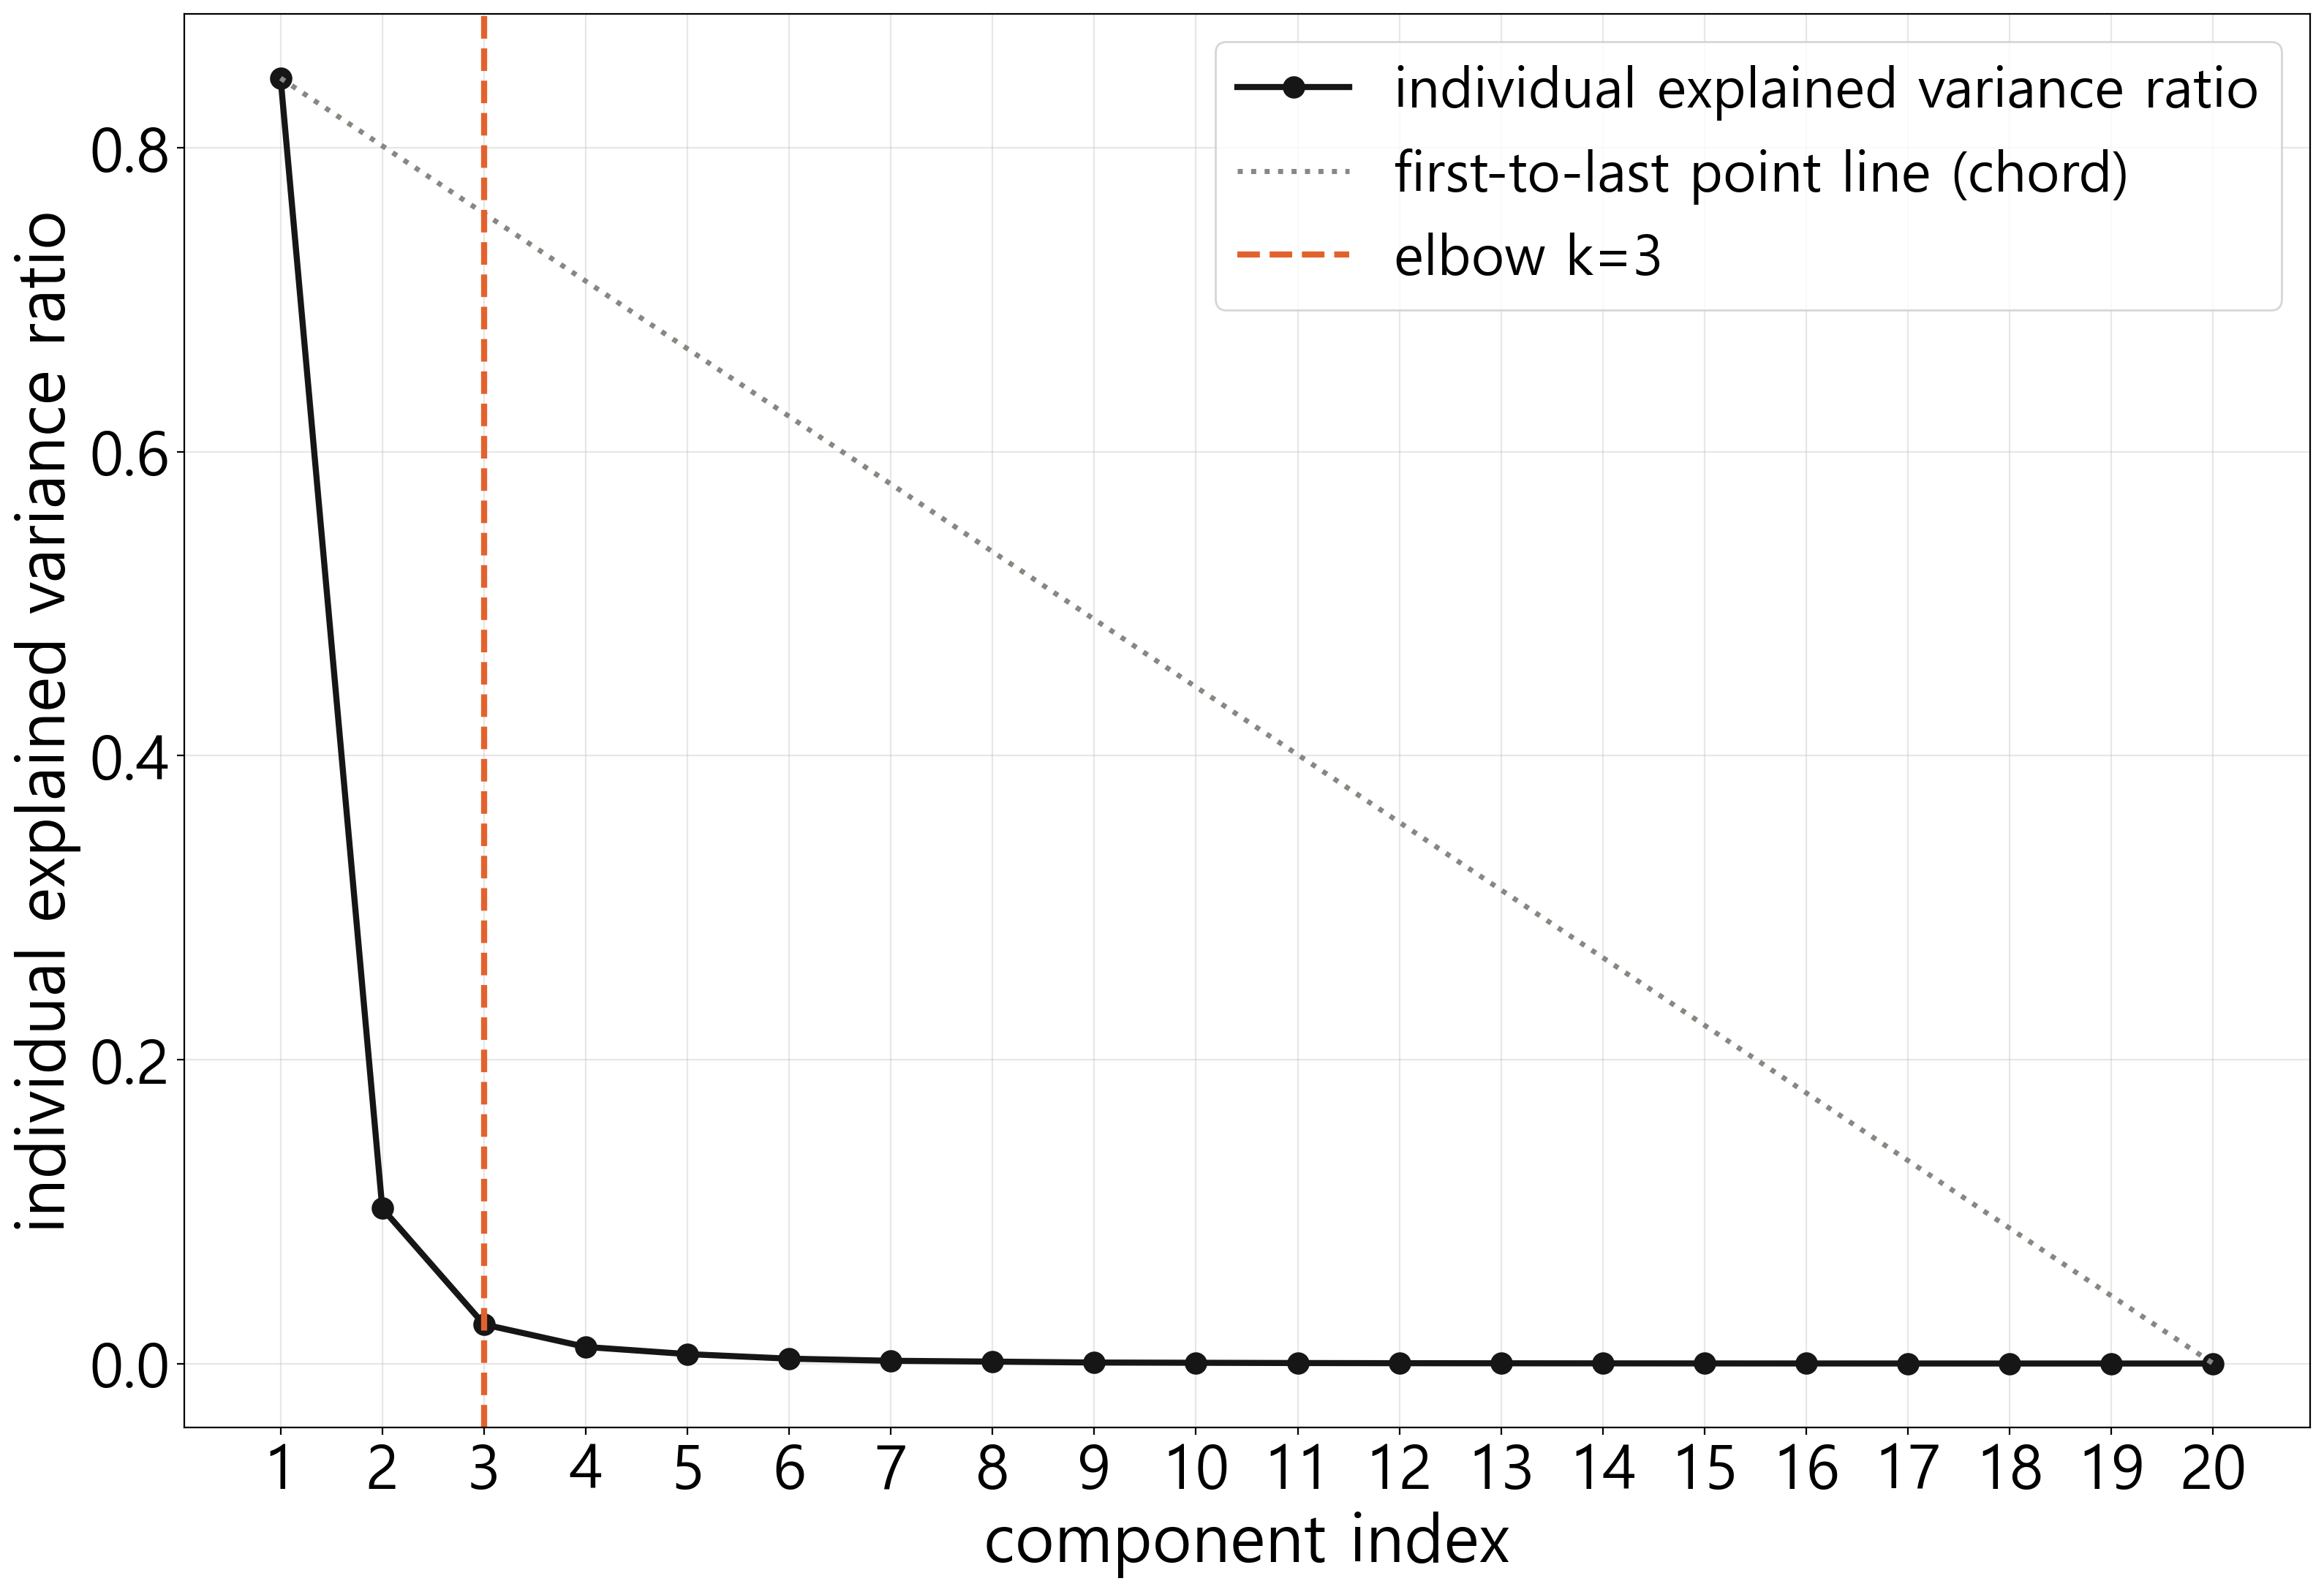 individual explained variance ratio
first-to-last point line (chord)
elbow k=3
individual explained variance ratio
0.8
0.6
0.4
0.2
0.0
1 2 3 4 5 6 7 8 9 10 11 12 13 14 15 16 17 18 19 20
component index